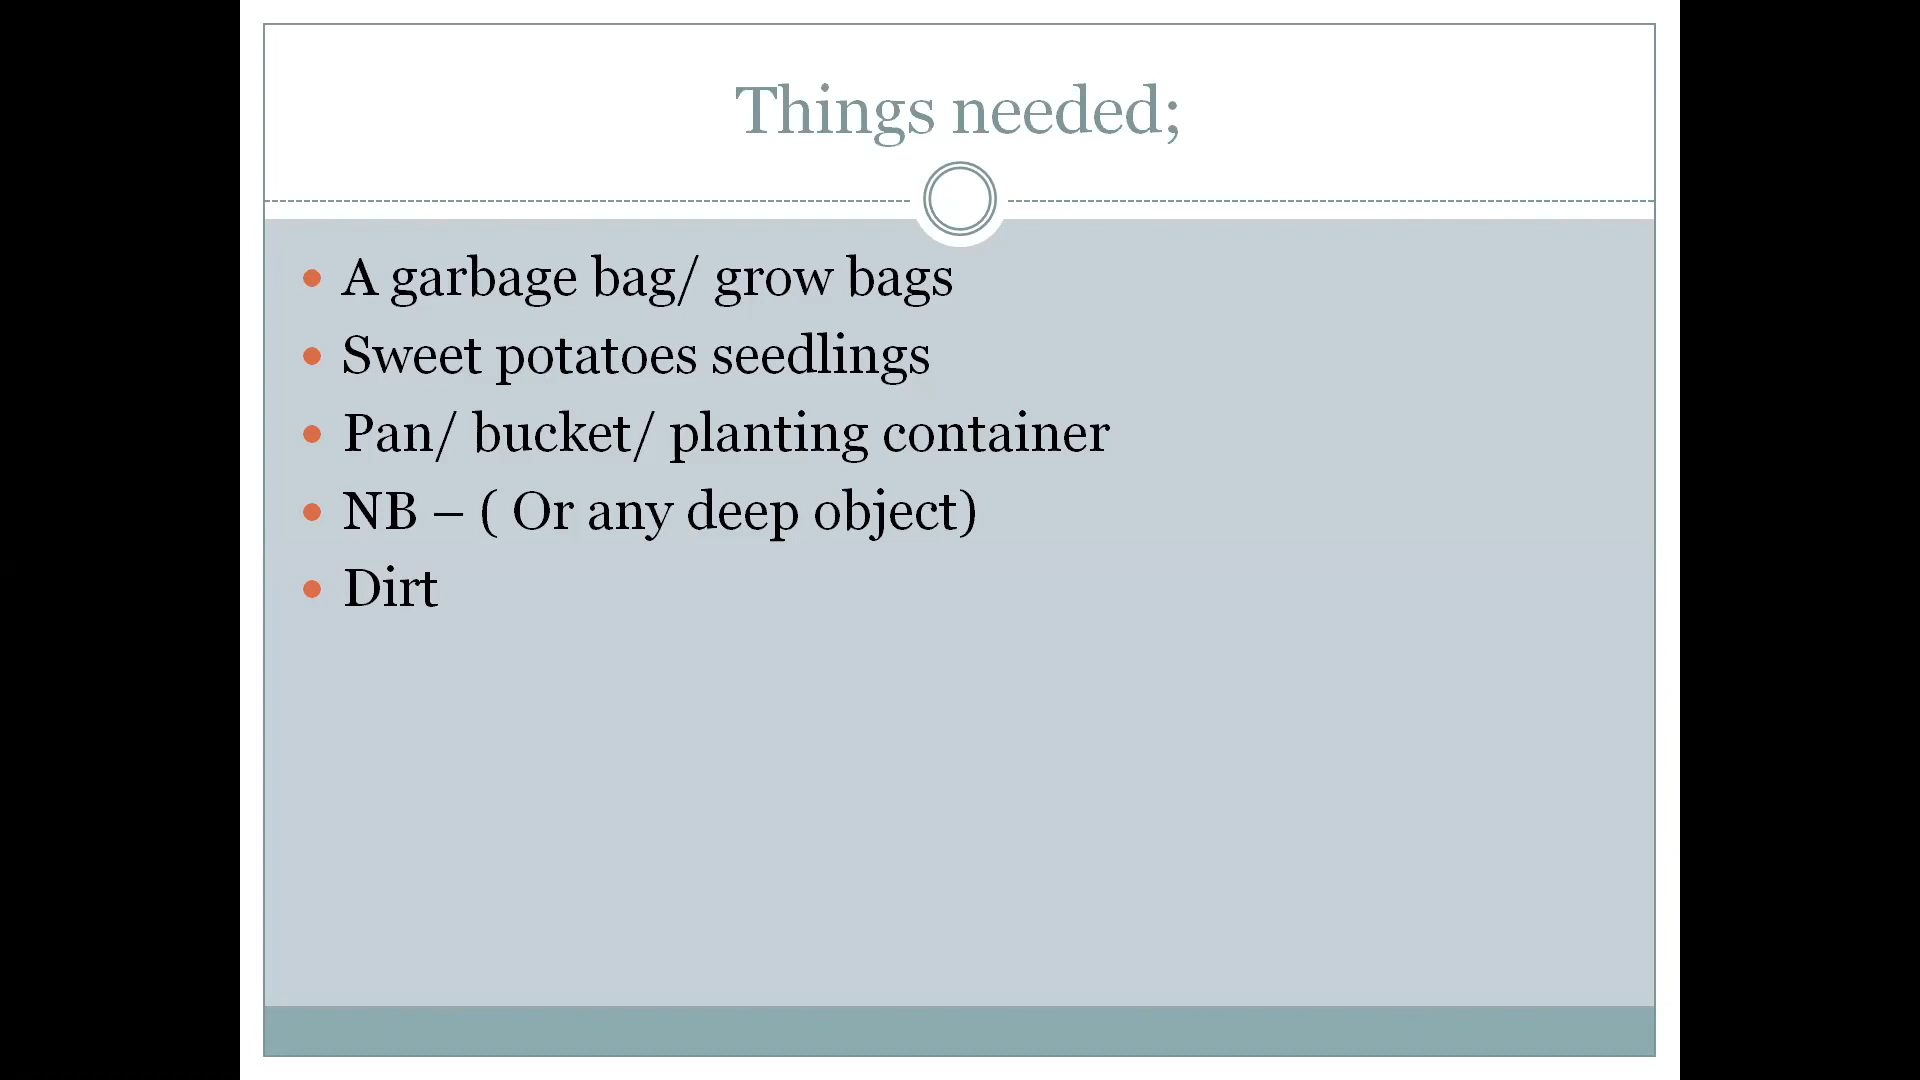 Things needed;
A garbage bag/ grow bags
Sweet potatoes seedlings
Pan/ bucket/ planting container
NB – ( Or any deep object)
Dirt